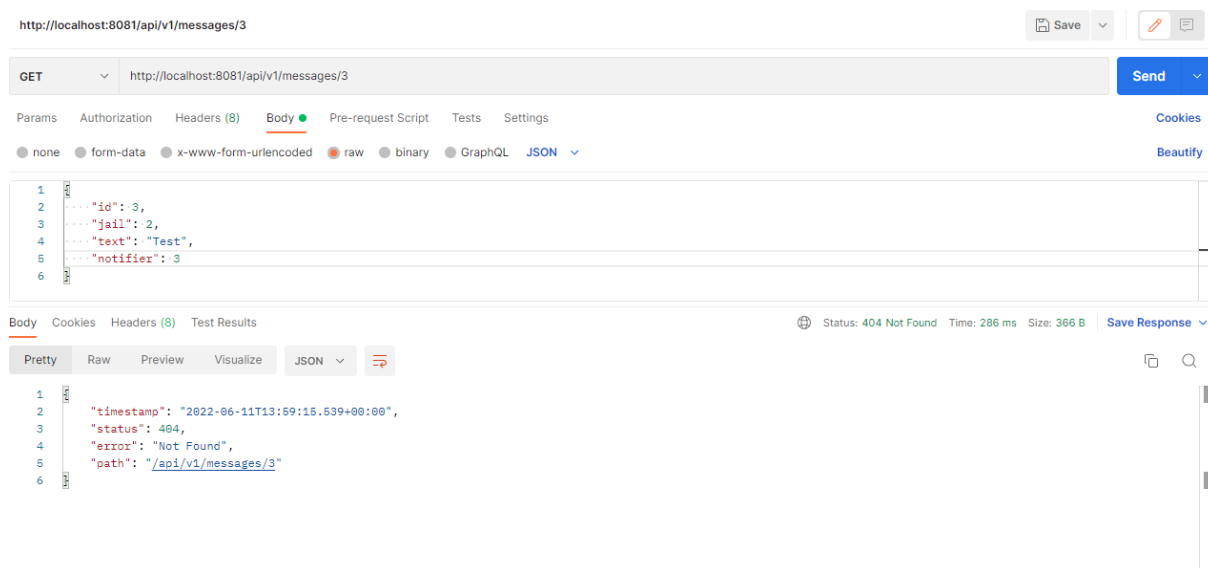 http://localhost:8081/api/v1/messages/3 Save
GET http://localhost:8081/api/v1/messages/3 Send
Params Authorization Headers (8) Body Pre-request Script Tests Settings Cookies
none form-data x-www-form-urlencoded raw binary GraphQL JSON Beautify
1 {
2 "id": 3,
3 "jail": 2,
4 "text": "Test",
5 "notifier": 3
6 }
Body Cookies Headers (8) Test Results Status: 404 Not Found Time: 286 ms Size: 366 B Save Response
Pretty Raw Preview Visualize JSON
1 {
2 "timestamp": "2022-06-11T13:59:15.539+00:00",
3 "status": 404,
4 "error": "Not Found",
5 "path": "/api/v1/messages/3"
6 }